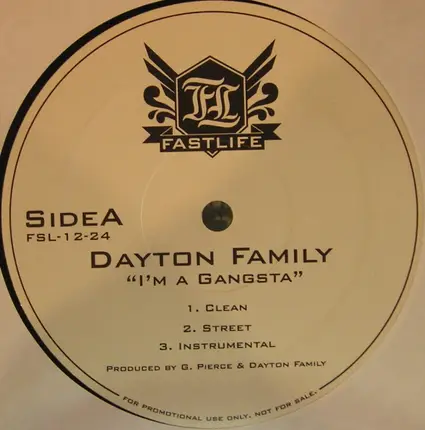 FL
FASTLIFE
SIDEA
FSL-12-24
DAYTON FAMILY
"I'M A GANGSTA"
1. CLEAN
2. STREET
3. INSTRUMENTAL
PRODUCED BY G. PIERCE & DAYTON FAMILY
FOR PROMOTIONAL USE ONLY. NOT FOR SALE.